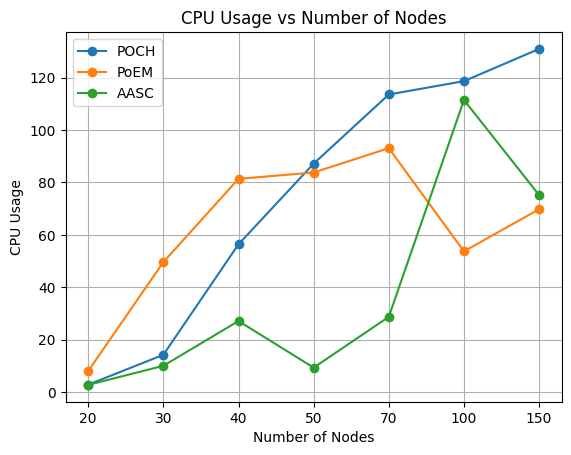 CPU Usage vs Number of Nodes
POCH
PoEM
AASC
CPU Usage
120
100
80
60
40
20
0
20 30 40 50 70 100 150
Number of Nodes